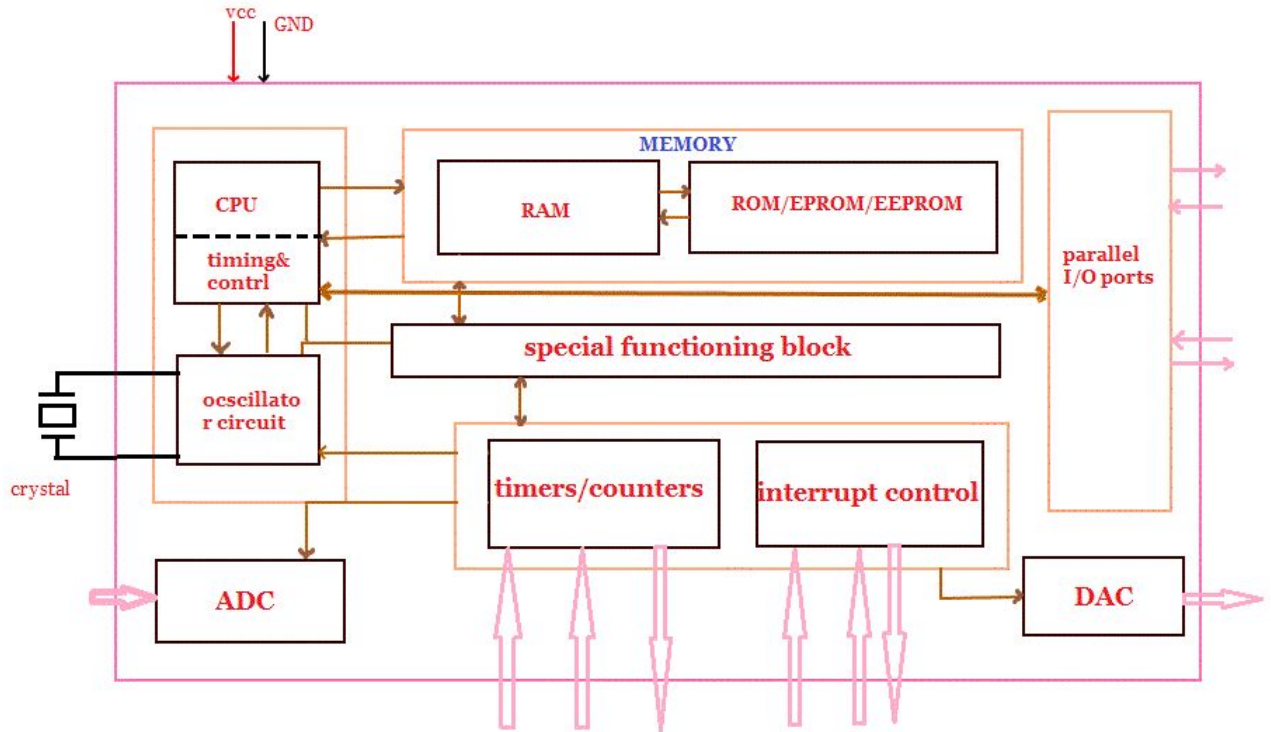 vcc
GND
MEMORY
CPU
RAM
ROM/EPROM/EEPROM
timing&
contrl
parallel
I/O ports
special functioning block
ocscillato
r circuit
crystal
timers/counters
interrupt control
ADC
DAC